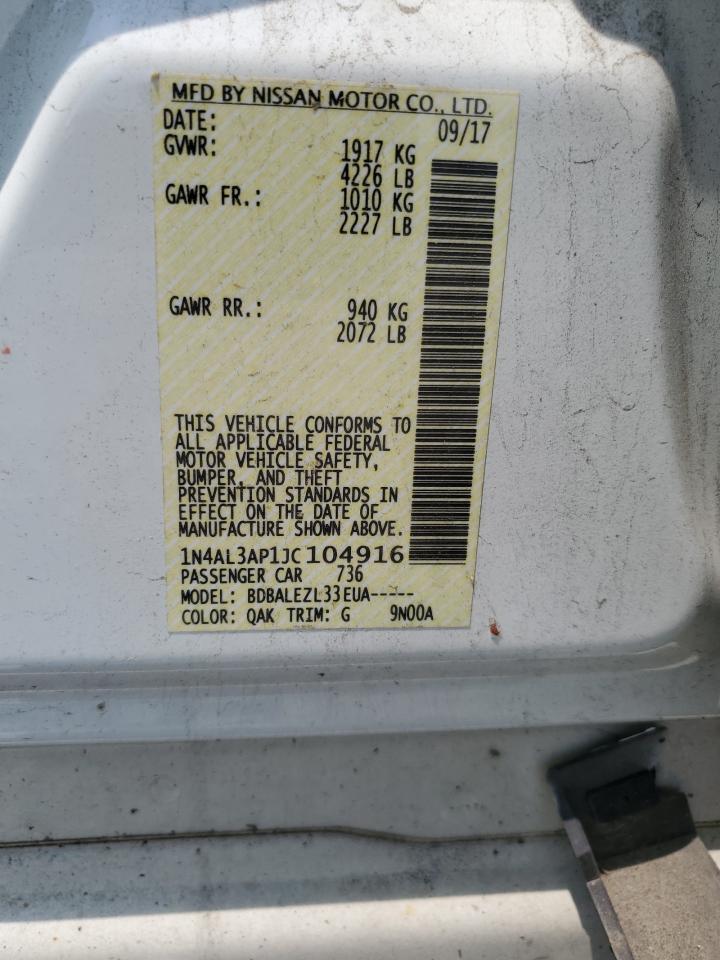 MFD BY NISSAN MOTOR CO., LTD.
DATE: 09/17
GVWR: 1917 KG
4226 LB
GAWR FR.: 1010 KG
2227 LB
GAWR RR.: 940 KG
2072 LB
THIS VEHICLE CONFORMS TO
ALL APPLICABLE FEDERAL
MOTOR VEHICLE SAFETY,
BUMPER, AND THEFT
PREVENTION STANDARDS IN
EFFECT ON THE DATE OF
MANUFACTURE SHOWN ABOVE.
1N4AL3AP1JC104916
PASSENGER CAR 736
MODEL: BDBALEZL33EUA-----
COLOR: QAK TRIM: G 9N00A